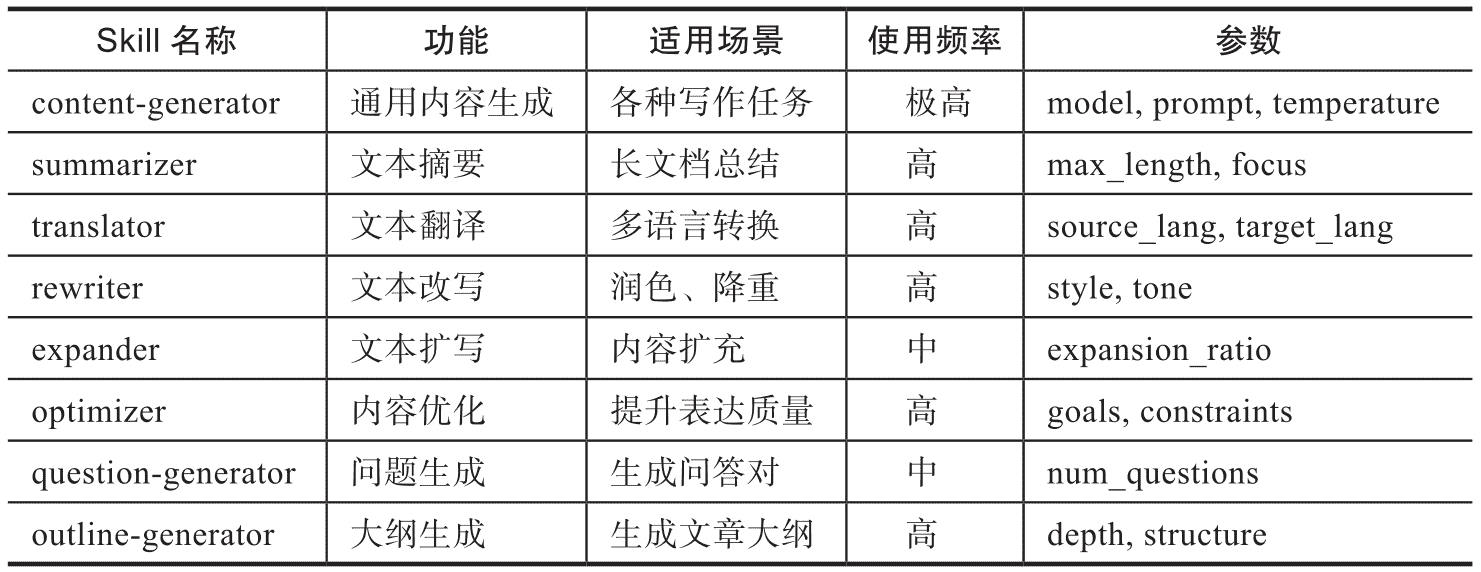 Skill 名称 功能 适用场景 使用频率 参数
content-generator 通用内容生成 各种写作任务 极高 model, prompt, temperature
summarizer 文本摘要 长文档总结 高 max_length, focus
translator 文本翻译 多语言转换 高 source_lang, target_lang
rewriter 文本改写 润色、降重 高 style, tone
expander 文本扩写 内容扩充 中 expansion_ratio
optimizer 内容优化 提升表达质量 高 goals, constraints
question-generator 问题生成 生成问答对 中 num_questions
outline-generator 大纲生成 生成文章大纲 高 depth, structure